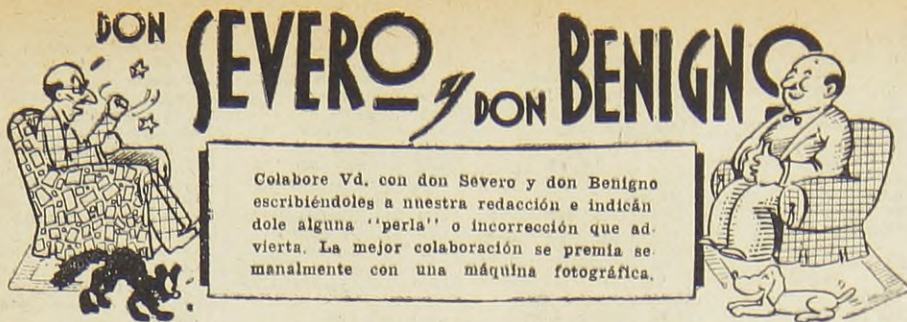 DON SEVERO y DON BENIGNO
Colabore Vd. con don Severo y don Benigno
escribiéndoles a nuestra redacción e indicán
dole alguna "perla" o incorrección que ad
vierta. La mejor colaboración se premia se
manalmente con una máquina fotográfica.